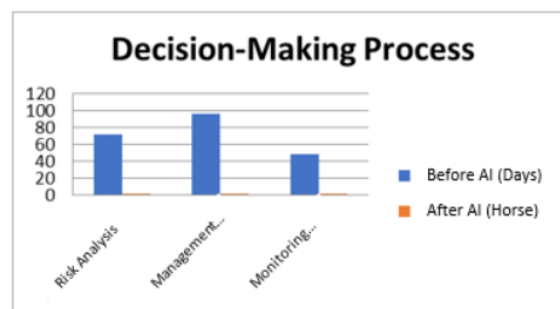 Decision-Making Process
120
100
80
60
40
20
0
Risk Analysis
Management...
Monitoring...
Before AI (Days)
After AI (Horse)